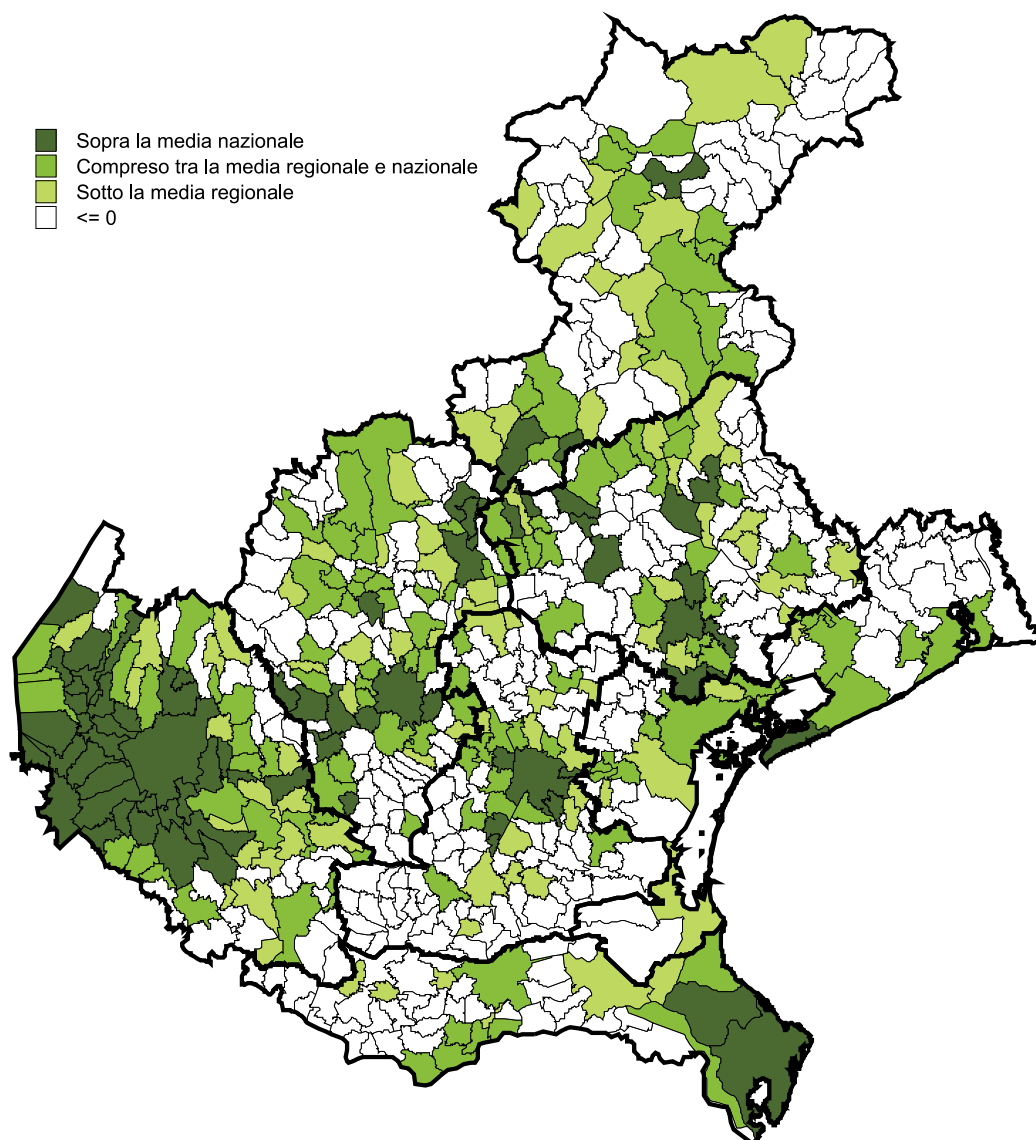 Sopra la media nazionale
Compreso tra la media regionale e nazionale
Sotto la media regionale
<= 0